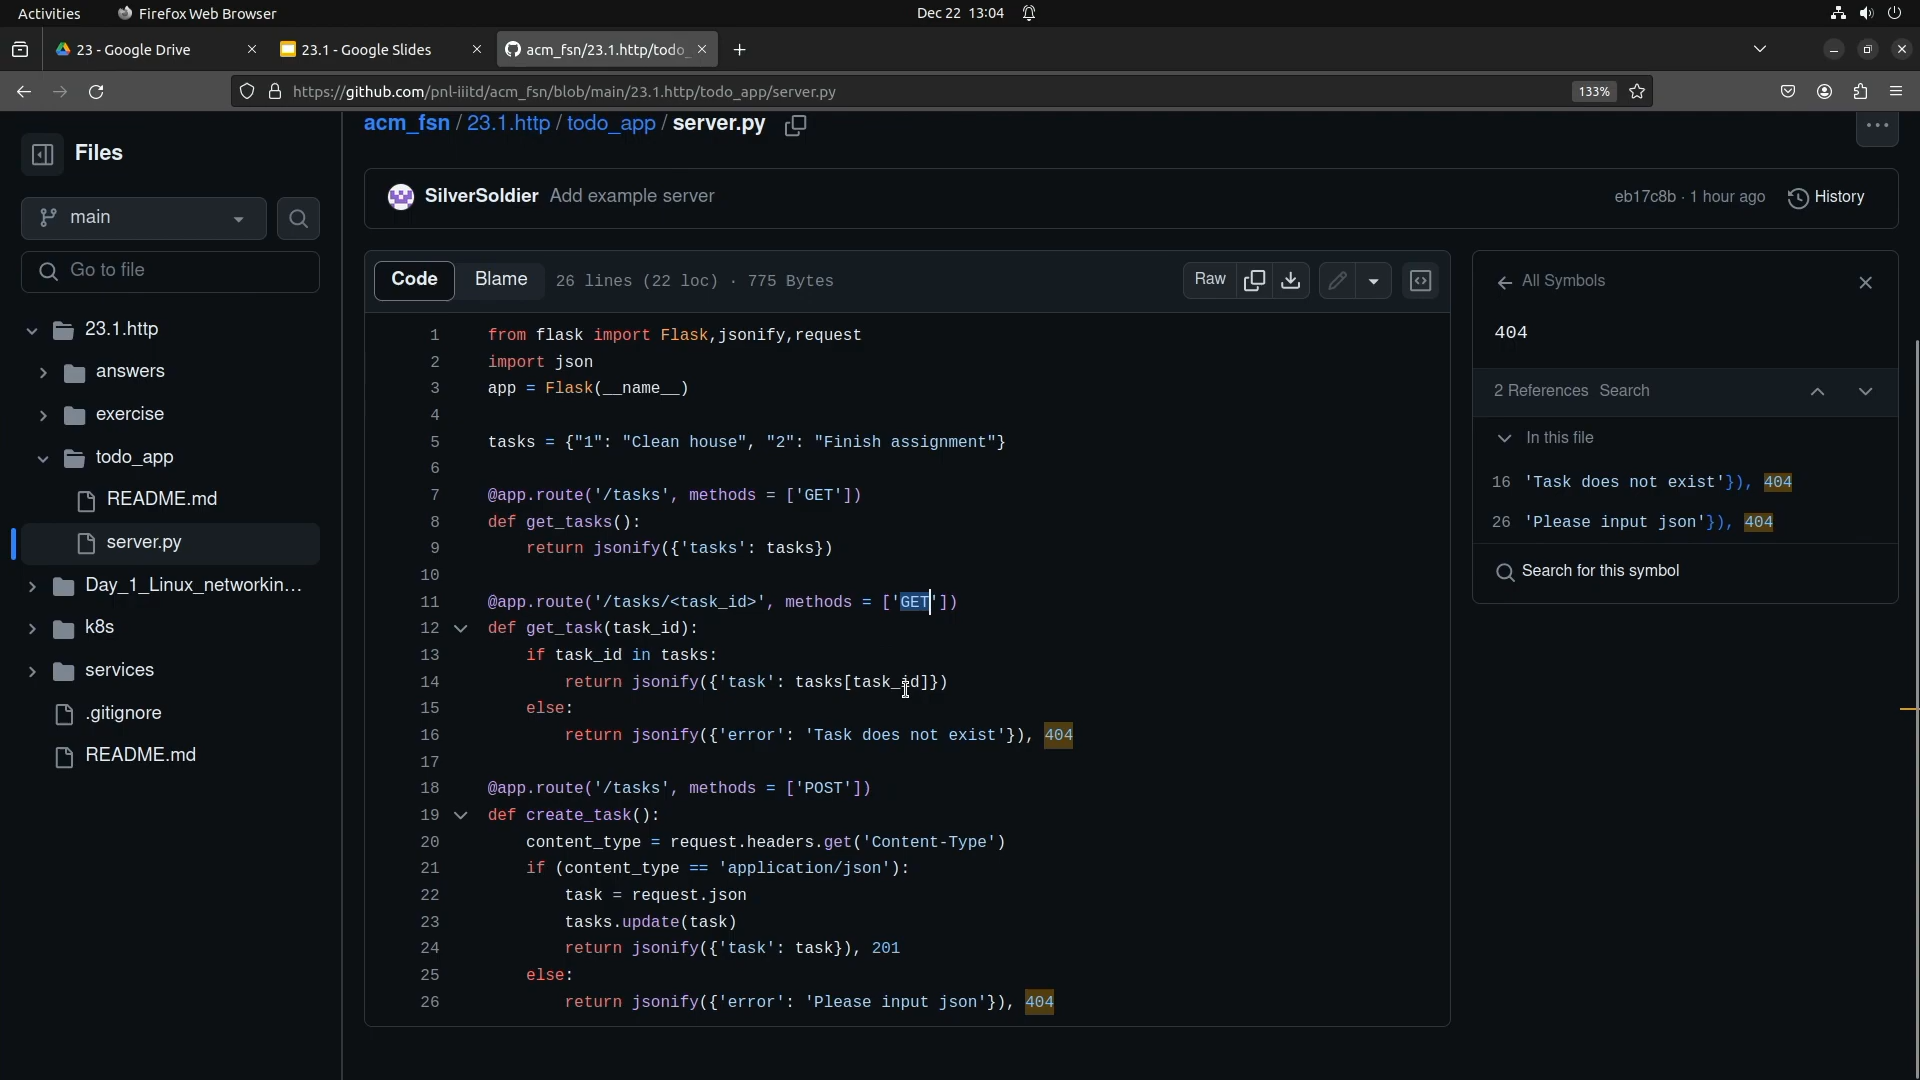 Activities
Firefox Web Browser
Dec 22 13:04
23 - Google Drive
23.1 - Google Slides
acm_fsn/23.1.http/todo_
https://github.com/pnl-iiitd/acm_fsn/blob/main/23.1.http/todo_app/server.py
133%
Files
main
Go to file
23.1.http
answers
exercise
todo_app
README.md
server.py
Day_1_Linux_networkin...
k8s
services
.gitignore
README.md
acm_fsn / 23.1.http / todo_app / server.py
SilverSoldier Add example server
eb17c8b · 1 hour ago
History
Code Blame 26 lines (22 loc) · 775 Bytes
Raw
1 from flask import Flask,jsonify,request
2 import json
3 app = Flask(__name__)
4
5 tasks = {"1": "Clean house", "2": "Finish assignment"}
6
7 @app.route('/tasks', methods = ['GET'])
8 def get_tasks():
9 return jsonify({'tasks': tasks})
10
11 @app.route('/tasks/<task_id>', methods = ['GET'])
12 def get_task(task_id):
13 if task_id in tasks:
14 return jsonify({'task': tasks[task_id]})
15 else:
16 return jsonify({'error': 'Task does not exist'}), 404
17
18 @app.route('/tasks', methods = ['POST'])
19 def create_task():
20 content_type = request.headers.get('Content-Type')
21 if (content_type == 'application/json'):
22 task = request.json
23 tasks.update(task)
24 return jsonify({'task': task}), 201
25 else:
26 return jsonify({'error': 'Please input json'}), 404
All Symbols
404
2 References Search
In this file
16 'Task does not exist'}), 404
26 'Please input json'}), 404
Search for this symbol